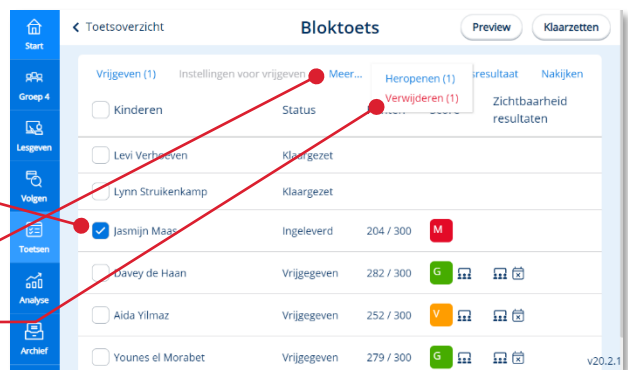 Start
Groep 4
Lesgeven
Volgen
Toetsen
Analyse
Archief
Toetsoverzicht
Bloktoets
Preview
Klaarzetten
Vrijgeven (1) Instellingen voor vrijgeven Meer... Nakijken
Heropenen (1)
Verwijderen (1)
Kinderen Status Zichtbaarheid resultaten
Levi Verhoeven Klaargezet
Lynn Struikenkamp Klaargezet
Jasmijn Maas Ingeleverd 204 / 300 M
Davey de Haan Vrijgegeven 282 / 300 G
Aida Yilmaz Vrijgegeven 252 / 300 V
Younes el Morabet Vrijgegeven 279 / 300 G
v20.2.1